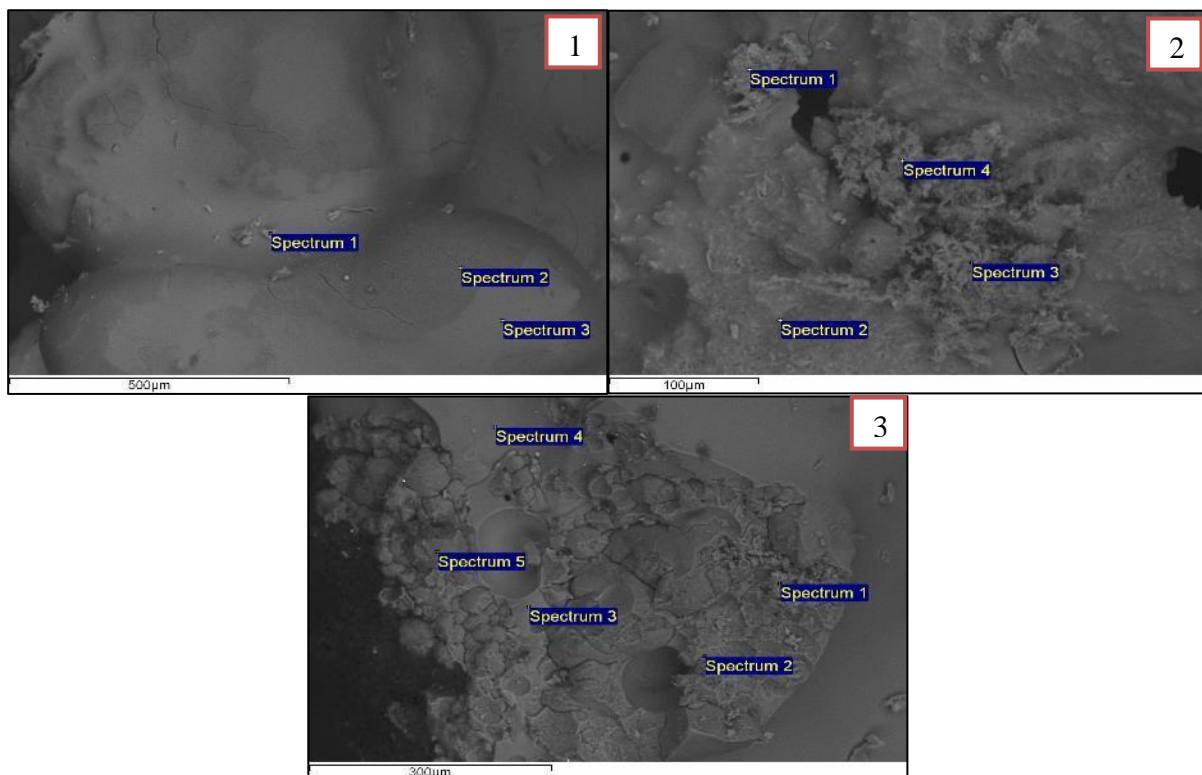 1
Spectrum 1
Spectrum 2
Spectrum 3
500µm
2
Spectrum 1
Spectrum 4
Spectrum 3
Spectrum 2
100µm
3
Spectrum 4
Spectrum 5
Spectrum 1
Spectrum 3
Spectrum 2
300µm